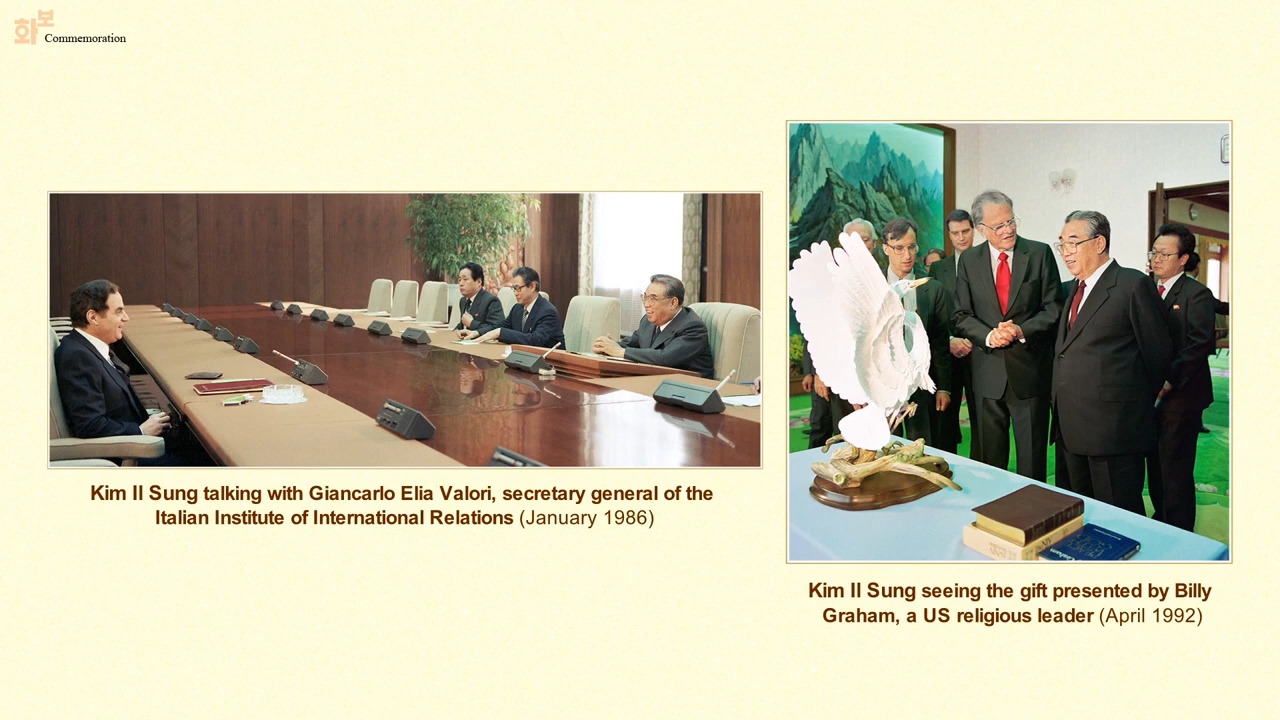 화보
Commemoration
Kim Il Sung talking with Giancarlo Elia Valori, secretary general of the
Italian Institute of International Relations (January 1986)
Kim Il Sung seeing the gift presented by Billy
Graham, a US religious leader (April 1992)